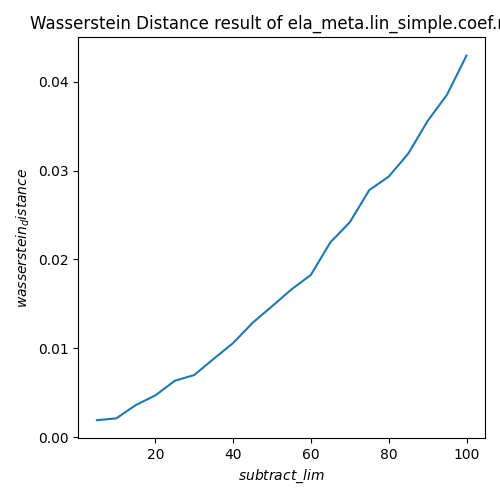 Wasserstein Distance result of ela_meta.lin_simple.coef.
0.04
0.03
0.02
0.01
0.00
wasserstein_distance
20 40 60 80 100
subtract_lim